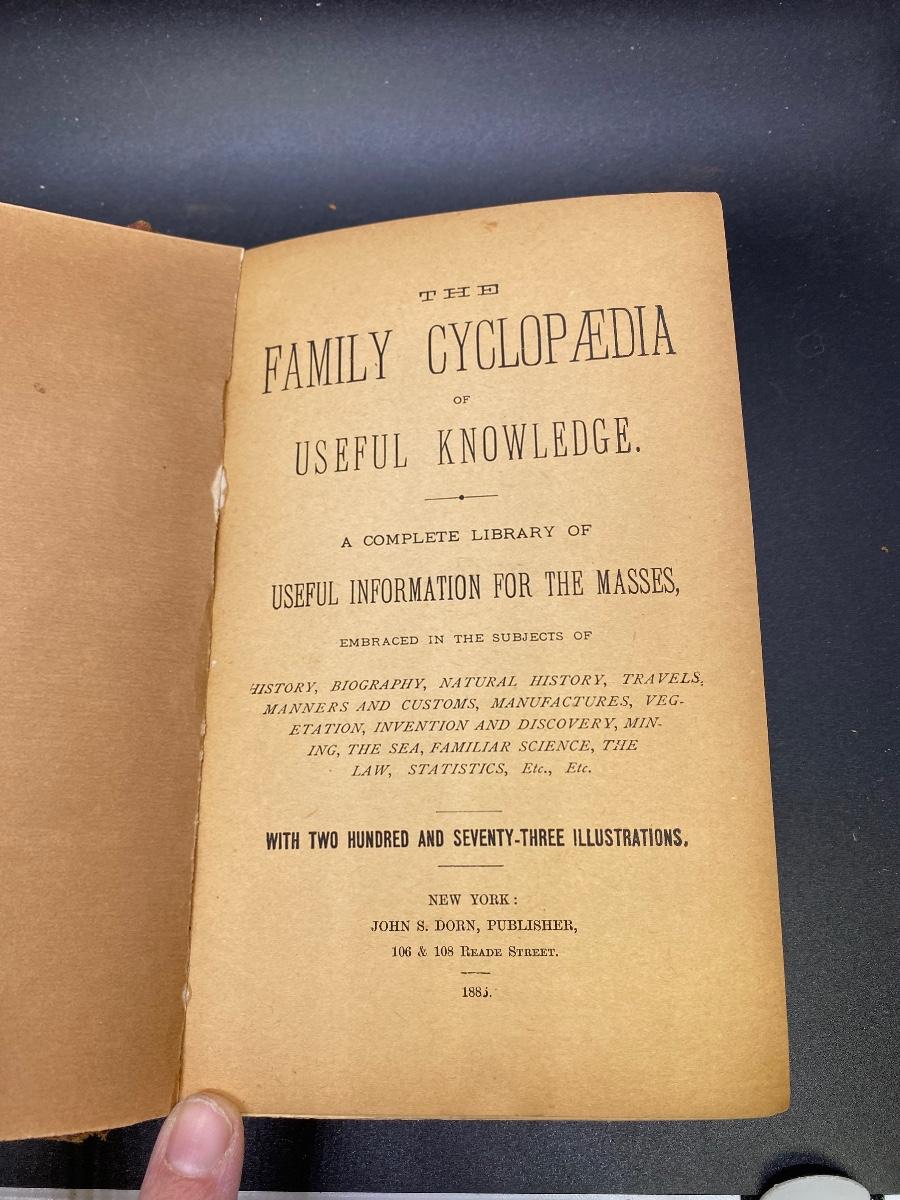 THE
FAMILY CYCLOPÆDIA
OF
USEFUL KNOWLEDGE.
A COMPLETE LIBRARY OF
USEFUL INFORMATION FOR THE MASSES,
EMBRACED IN THE SUBJECTS OF
HISTORY, BIOGRAPHY, NATURAL HISTORY, TRAVELS,
MANNERS AND CUSTOMS, MANUFACTURES, VEG-
ETATION, INVENTION AND DISCOVERY, MIN-
ING, THE SEA, FAMILIAR SCIENCE, THE
LAW, STATISTICS, Etc., Etc.
WITH TWO HUNDRED AND SEVENTY-THREE ILLUSTRATIONS.
NEW YORK:
JOHN S. DORN, PUBLISHER,
106 & 108 READE STREET.